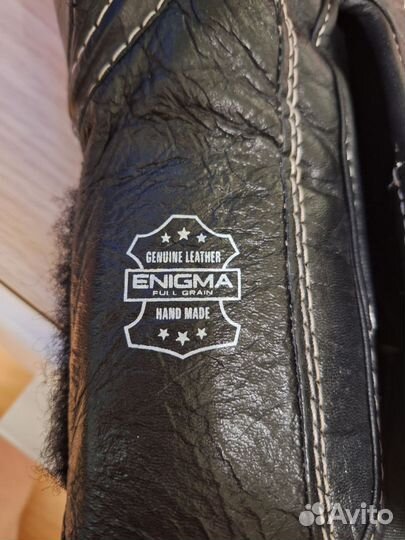 GENUINE LEATHER
ENIGMA
FULL GRAIN
HAND MADE
Avito